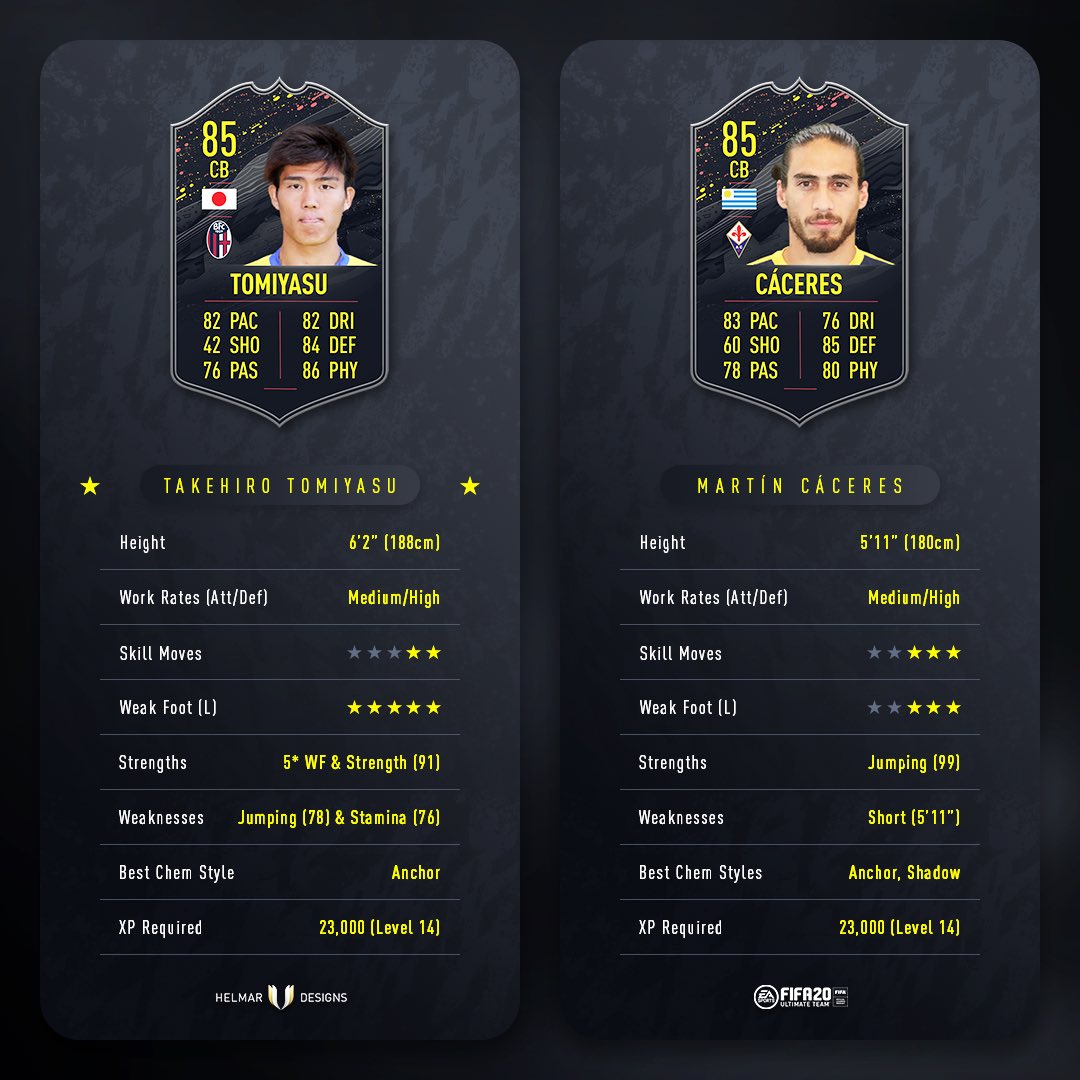 85
CB
TOMIYASU
82 PAC 82 DRI
42 SHO 84 DEF
76 PAS 86 PHY
TAKEHIRO TOMIYASU
Height 6'2" (188cm)
Work Rates (Att/Def) Medium/High
Skill Moves
Weak Foot (L)
Strengths 5* WF & Strength (91)
Weaknesses Jumping (78) & Stamina (76)
Best Chem Style Anchor
XP Required 23,000 (Level 14)
HELMAR DESIGNS
85
CB
CÁCERES
83 PAC 76 DRI
60 SHO 85 DEF
78 PAS 80 PHY
MARTÍN CÁCERES
Height 5'11" (180cm)
Work Rates (Att/Def) Medium/High
Skill Moves
Weak Foot (L)
Strengths Jumping (99)
Weaknesses Short (5'11")
Best Chem Styles Anchor, Shadow
XP Required 23,000 (Level 14)
EA SPORTS FIFA20 FIFA
ULTIMATE TEAM